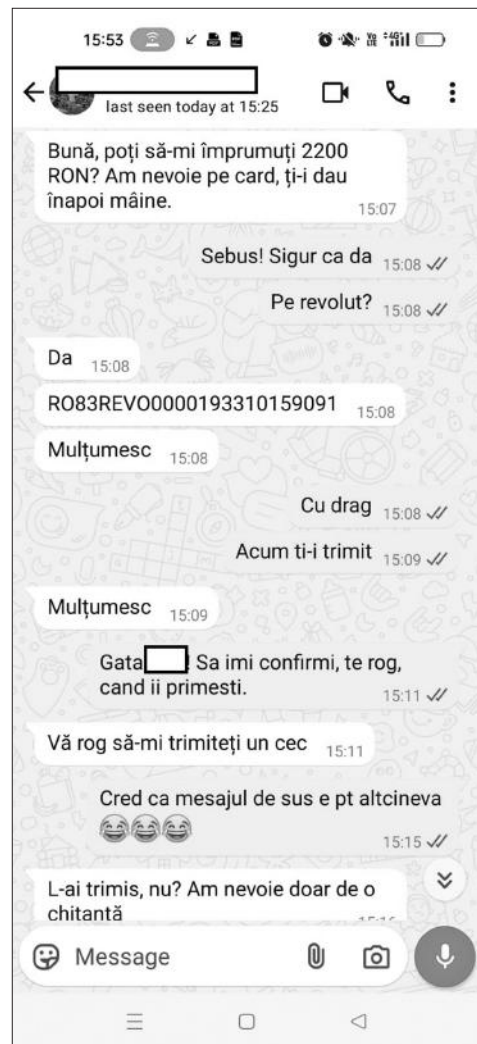 15:53
last seen today at 15:25
Bună, poți să-mi împrumuți 2200
RON? Am nevoie pe card, ți-i dau
înapoi mâine.
15:07
Sebus! Sigur ca da 15:08
Pe revolut? 15:08
Da 15:08
RO83REVO0000193310159091 15:08
Mulțumesc 15:08
Cu drag 15:08
Acum ti-i trimit 15:09
Mulțumesc 15:09
Gata ! Sa imi confirmi, te rog,
cand ii primesti.
15:11
Vă rog să-mi trimiteți un cec 15:11
Cred ca mesajul de sus e pt altcineva
15:15
L-ai trimis, nu? Am nevoie doar de o
chitanță
Message